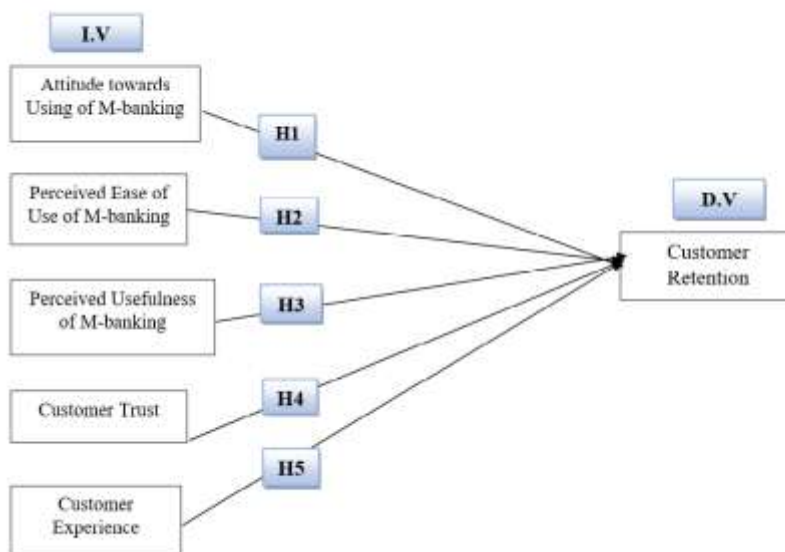 I.V
Attitude towards
Using of M-banking
H1
Perceived Ease of
Use of M-banking
H2
D.V
Customer
Retention
Perceived Usefulness
of M-banking
H3
Customer Trust
H4
H5
Customer
Experience